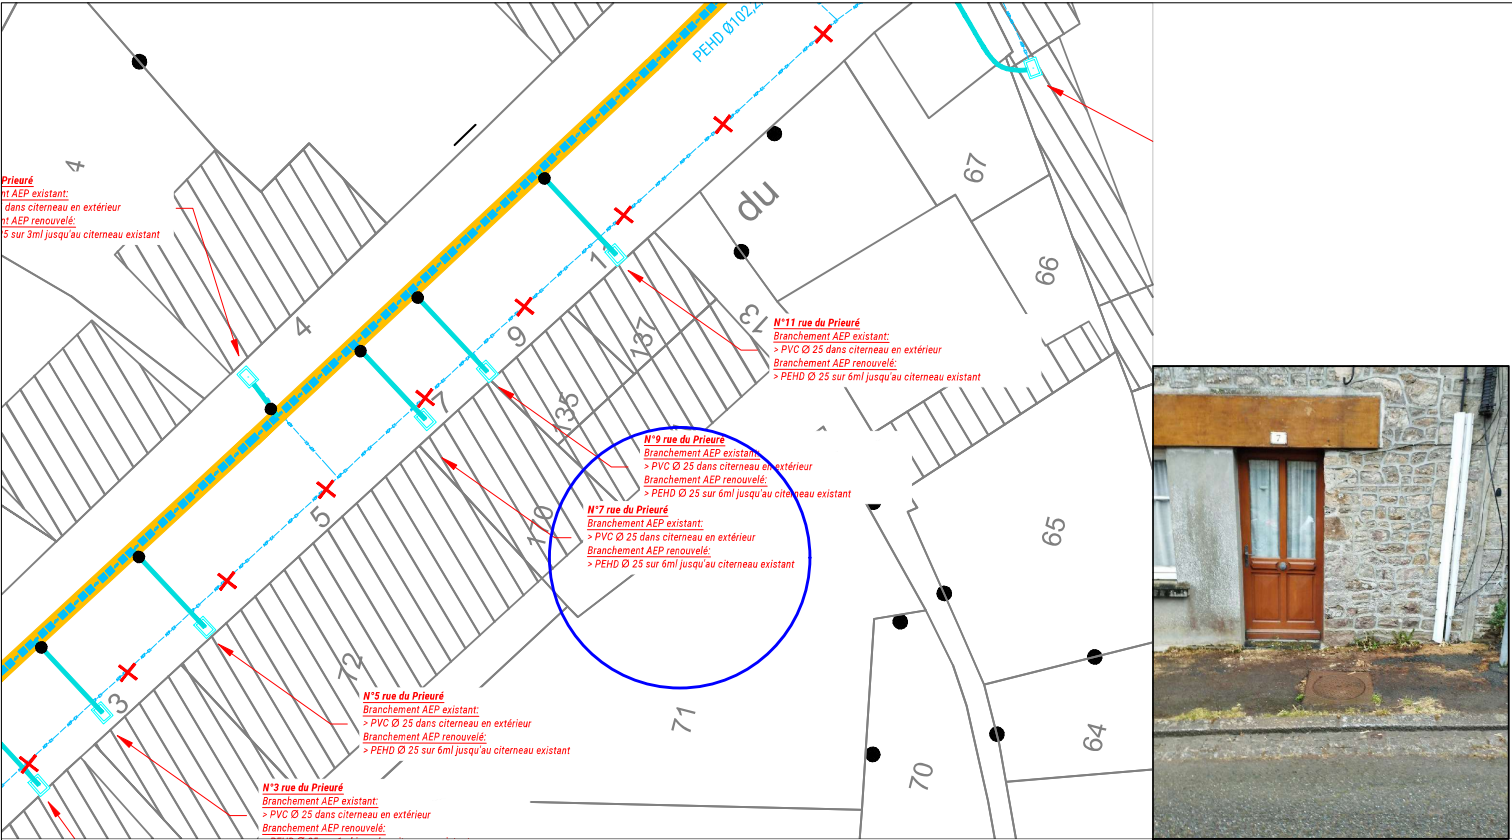 PEHD Ø102,2
4
Prieuré
nt AEP existant:
dans citerneau en extérieur
nt AEP renouvelé:
5 sur 3ml jusqu'au citerneau existant
67
du
66
4
1
9
137
13
N°11 rue du Prieuré
Branchement AEP existant:
> PVC Ø 25 dans citerneau en extérieur
Branchement AEP renouvelé:
> PEHD Ø 25 sur 6ml jusqu'au citerneau existant
7
135
7
N°9 rue du Prieuré
Branchement AEP existant:
> PVC Ø 25 dans citerneau en extérieur
Branchement AEP renouvelé:
> PEHD Ø 25 sur 6ml jusqu'au citerneau existant
5
170
N°7 rue du Prieuré
Branchement AEP existant:
> PVC Ø 25 dans citerneau en extérieur
Branchement AEP renouvelé:
> PEHD Ø 25 sur 6ml jusqu'au citerneau existant
65
72
3
N°5 rue du Prieuré
Branchement AEP existant:
> PVC Ø 25 dans citerneau en extérieur
Branchement AEP renouvelé:
> PEHD Ø 25 sur 6ml jusqu'au citerneau existant
71
64
70
N°3 rue du Prieuré
Branchement AEP existant:
> PVC Ø 25 dans citerneau en extérieur
Branchement AEP renouvelé: